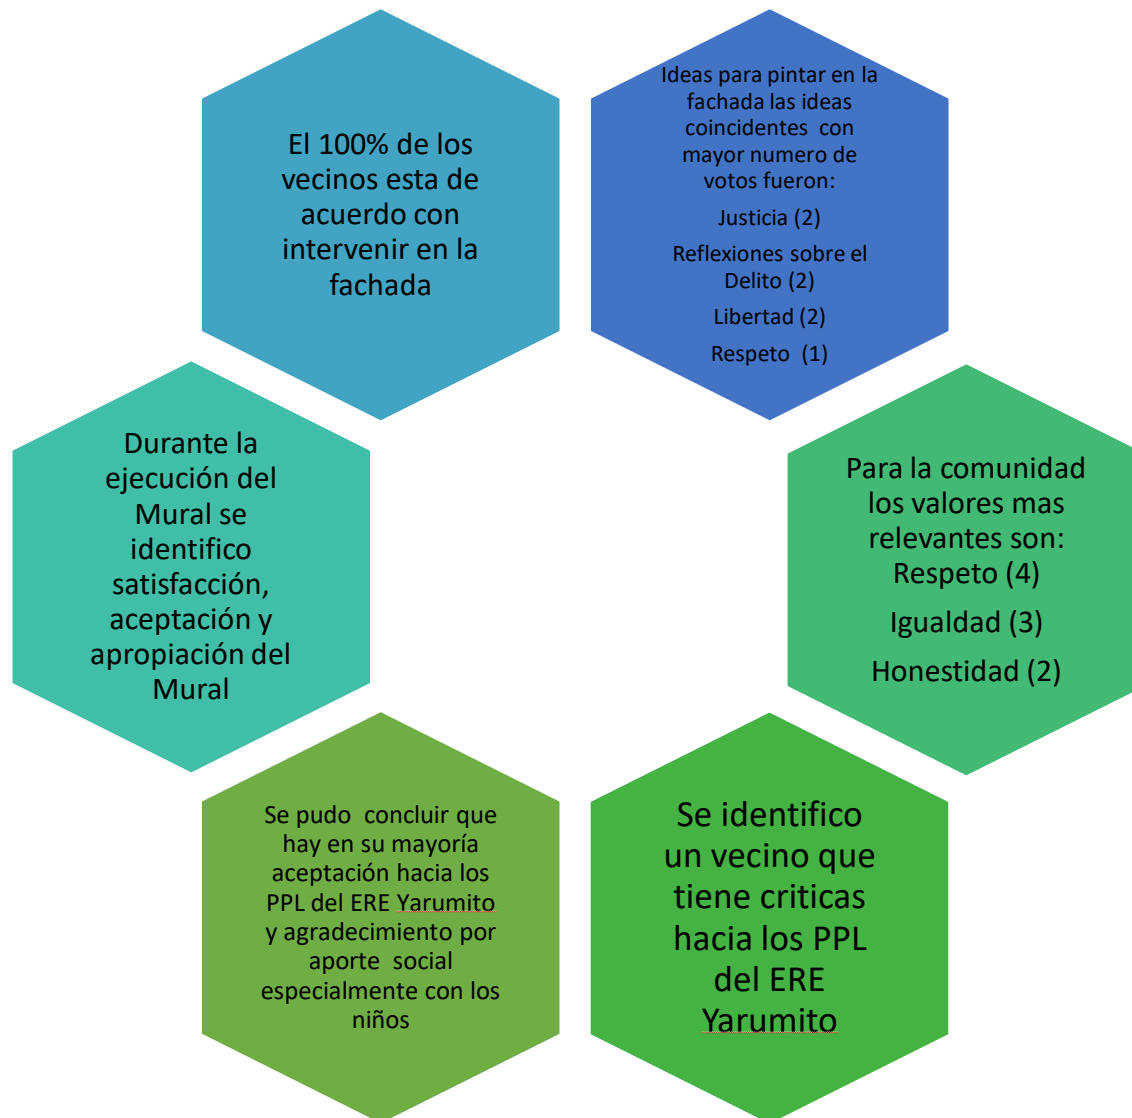 El 100% de los
vecinos esta de
acuerdo con
intervenir en la
fachada
Ideas para pintar en la
fachada las ideas
coincidentes con
mayor numero de
votos fueron:
Justicia (2)
Reflexiones sobre el
Delito (2)
Libertad (2)
Respeto (1)
Para la comunidad
los valores mas
relevantes son:
Respeto (4)
Igualdad (3)
Honestidad (2)
Se identifico
un vecino que
tiene criticas
hacia los PPL
del ERE
Yarumito
Se pudo concluir que
hay en su mayoría
aceptación hacia los
PPL del ERE Yarumito
y agradecimiento por
aporte social
especialmente con los
niños
Durante la
ejecución del
Mural se
identifico
satisfacción,
aceptación y
apropiación del
Mural